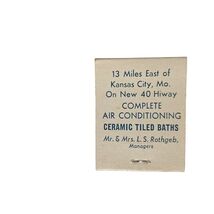 13 Miles East of
Kansas City, Mo.
On New 40 Hiway
COMPLETE
AIR CONDITIONING
CERAMIC TILED BATHS
Mr. & Mrs. L. S. Rothgeb,
Managers